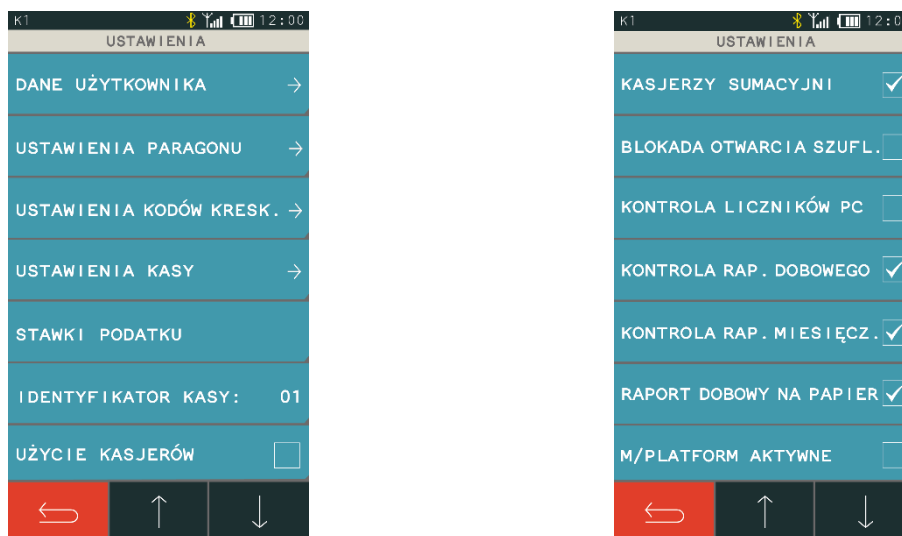 K1 12:00
USTAWIENIA
DANE UŻYTKOWNIKA
USTAWIENIA PARAGONU
USTAWIENIA KODÓW KRESK.
USTAWIENIA KASY
STAWKI PODATKU
IDENTYFIKATOR KASY: 01
UŻYCIE KASJERÓW
K1 12:0
USTAWIENIA
KASJERZY SUMACYJNI
BLOKADA OTWARCIA SZUFL.
KONTROLA LICZNIKÓW PC
KONTROLA RAP. DOBOWEGO
KONTROLA RAP. MIESIĘCZ.
RAPORT DOBOWY NA PAPIER
M/PLATFORM AKTYWNE